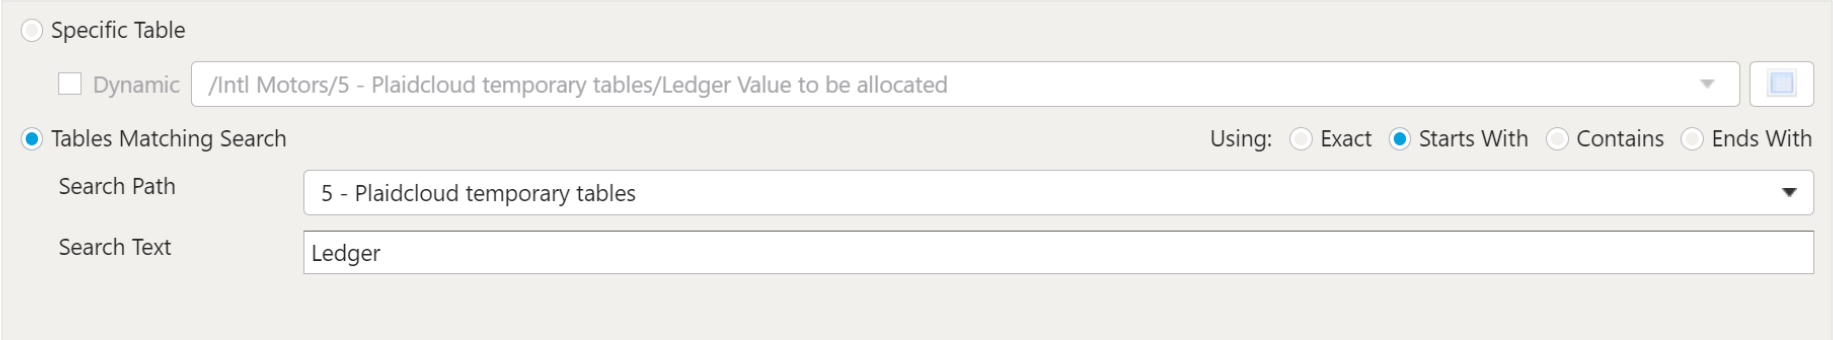 Specific Table
Dynamic /Intl Motors/5 - Plaidcloud temporary tables/Ledger Value to be allocated
Tables Matching Search Using: Exact Starts With Contains Ends With
Search Path 5 - Plaidcloud temporary tables
Search Text Ledger